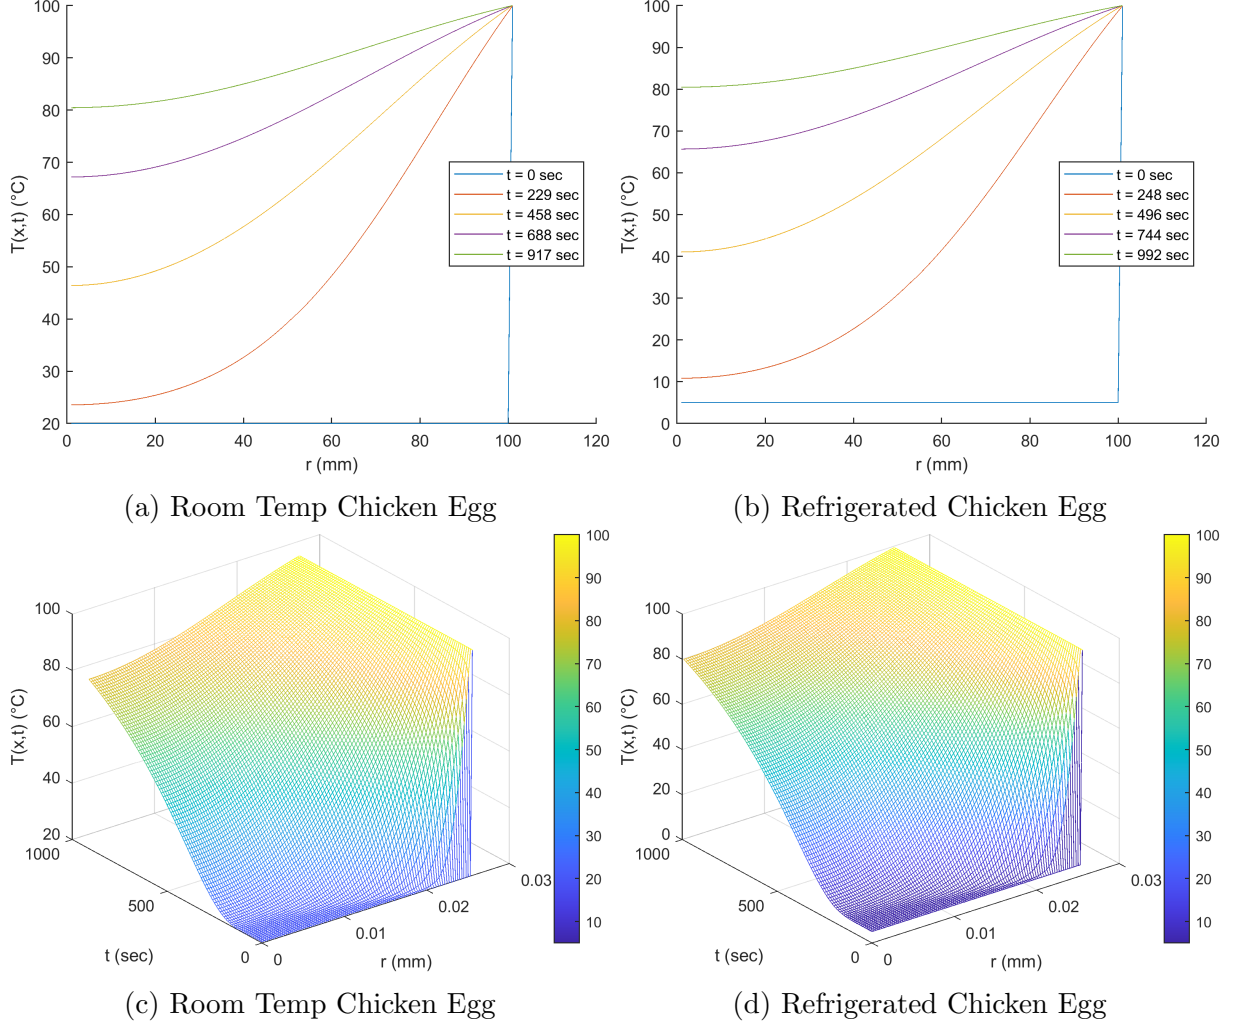 100
90
80
70
60
50
40
30
20
T(x,t) (°C)
0 20 40 60 80 100 120
r (mm)
t = 0 sec
t = 229 sec
t = 458 sec
t = 688 sec
t = 917 sec
(a) Room Temp Chicken Egg
100
90
80
70
60
50
40
30
20
10
0
T(x,t) (°C)
0 20 40 60 80 100 120
r (mm)
t = 0 sec
t = 248 sec
t = 496 sec
t = 744 sec
t = 992 sec
(b) Refrigerated Chicken Egg
100
80
60
40
20
T(x,t) (°C)
1000
500
0
t (sec)
0
0.01
0.02
0.03
r (mm)
100
90
80
70
60
50
40
30
20
10
(c) Room Temp Chicken Egg
100
80
60
40
20
0
T(x,t) (°C)
1000
500
0
t (sec)
0
0.01
0.02
0.03
r (mm)
100
90
80
70
60
50
40
30
20
10
(d) Refrigerated Chicken Egg